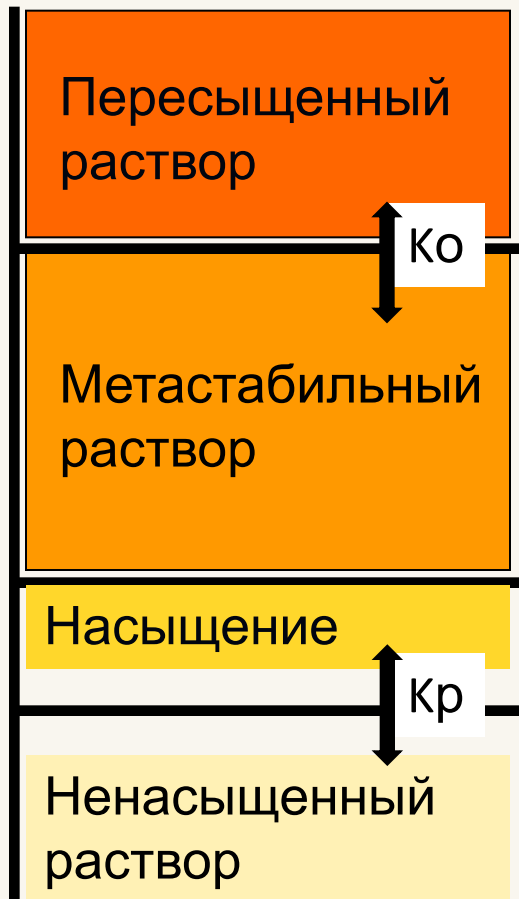 Пересыщенный
раствор
Ко
Метастабильный
раствор
Насыщение
Кр
Ненасыщенный
раствор